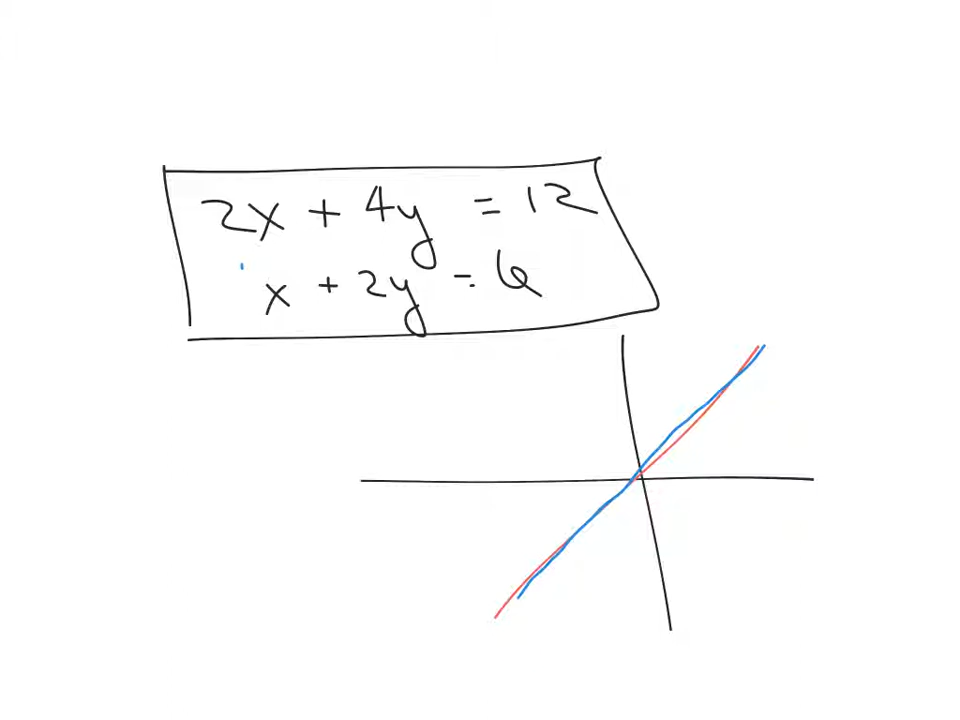 2x + 4y = 12
x + 2y = 6